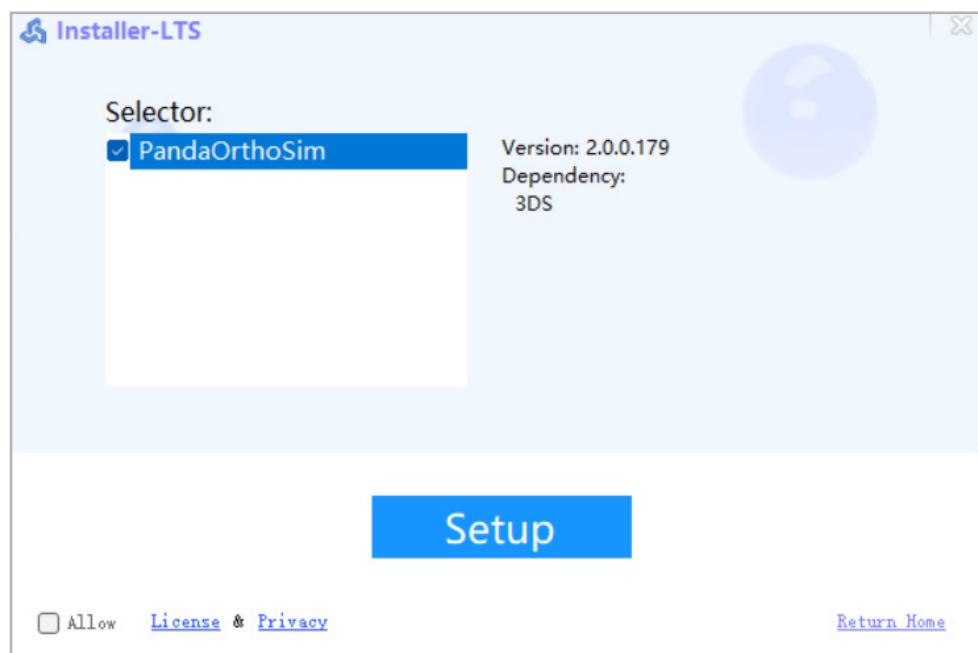 Installer-LTS
Selector:
PandaOrthoSim
Version: 2.0.0.179
Dependency:
3DS
Setup
Allow License & Privacy
Return Home